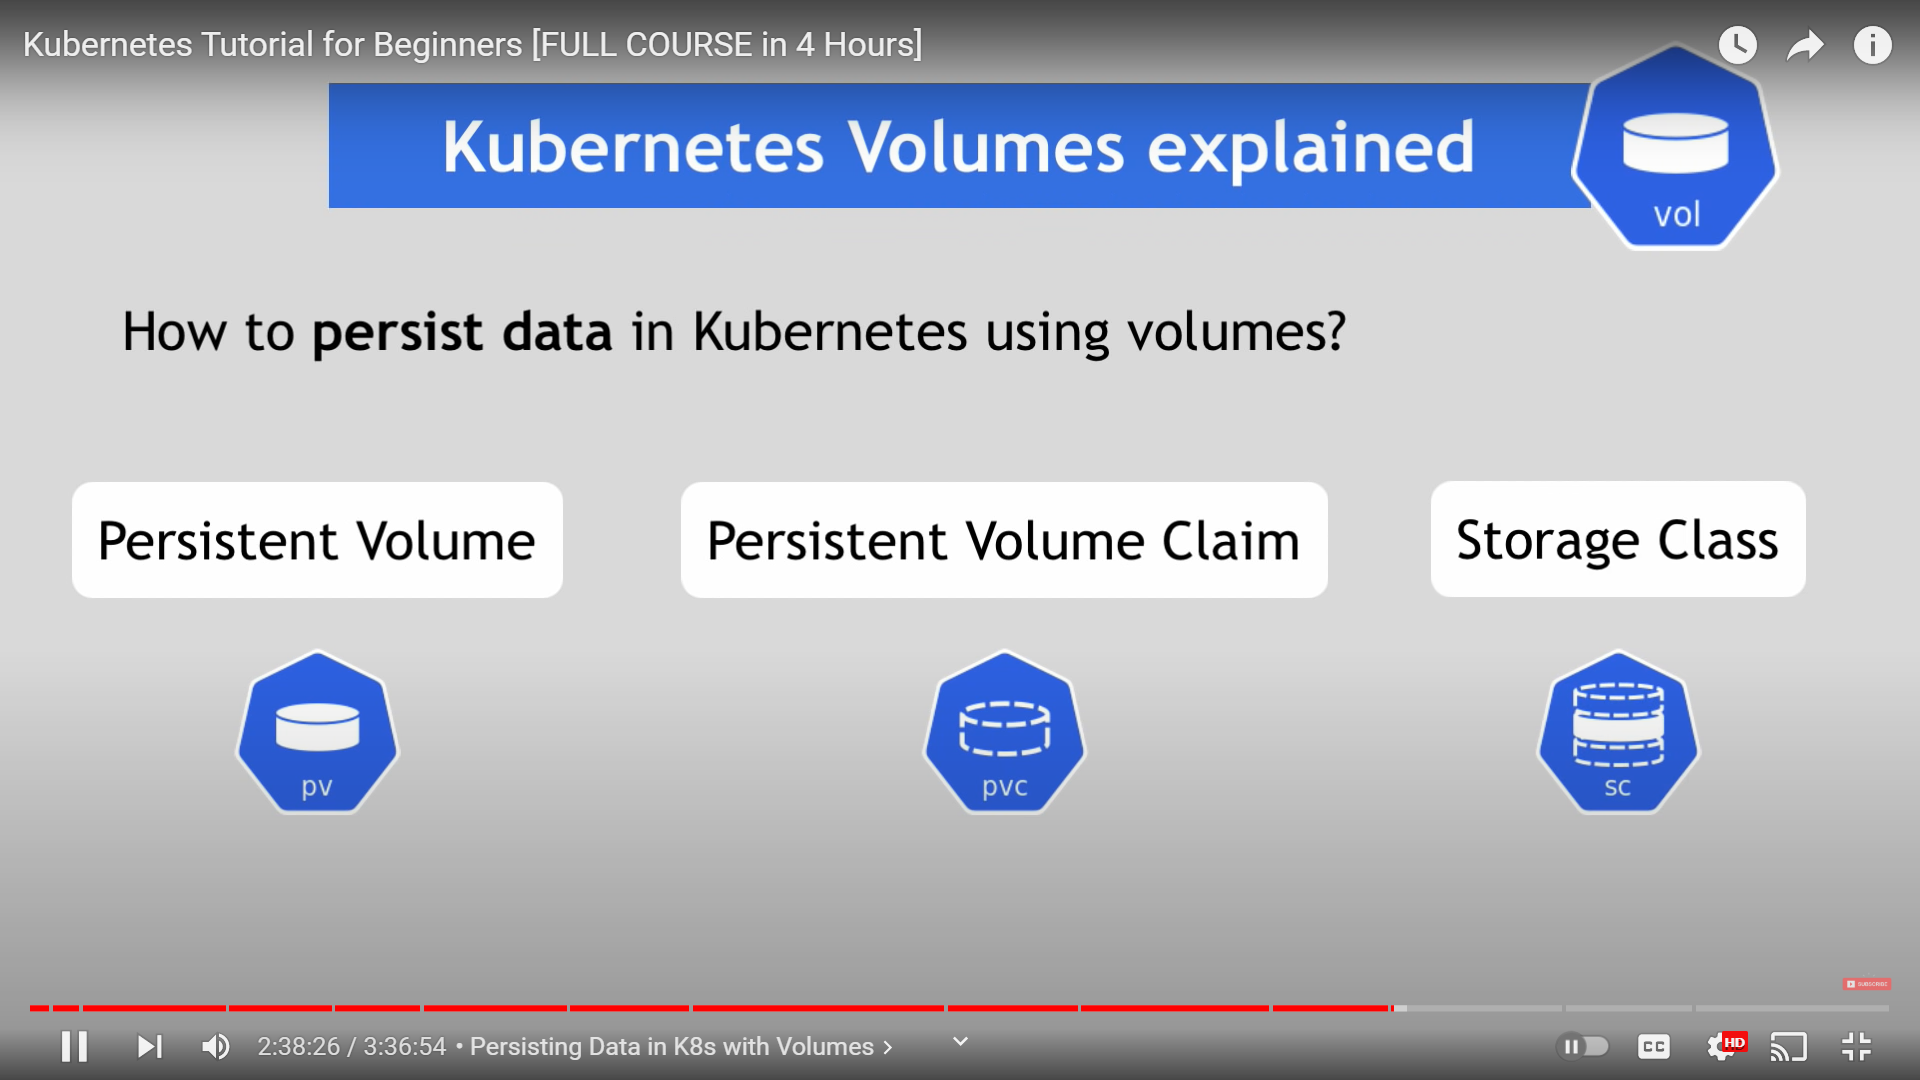 Kubernetes Tutorial for Beginners [FULL COURSE in 4 Hours]
Kubernetes Volumes explained
vol
How to persist data in Kubernetes using volumes?
Persistent Volume
Persistent Volume Claim
Storage Class
pv
pvc
sc
SUBSCRIBE
2:38:26 / 3:36:54 • Persisting Data in K8s with Volumes
CC
HD